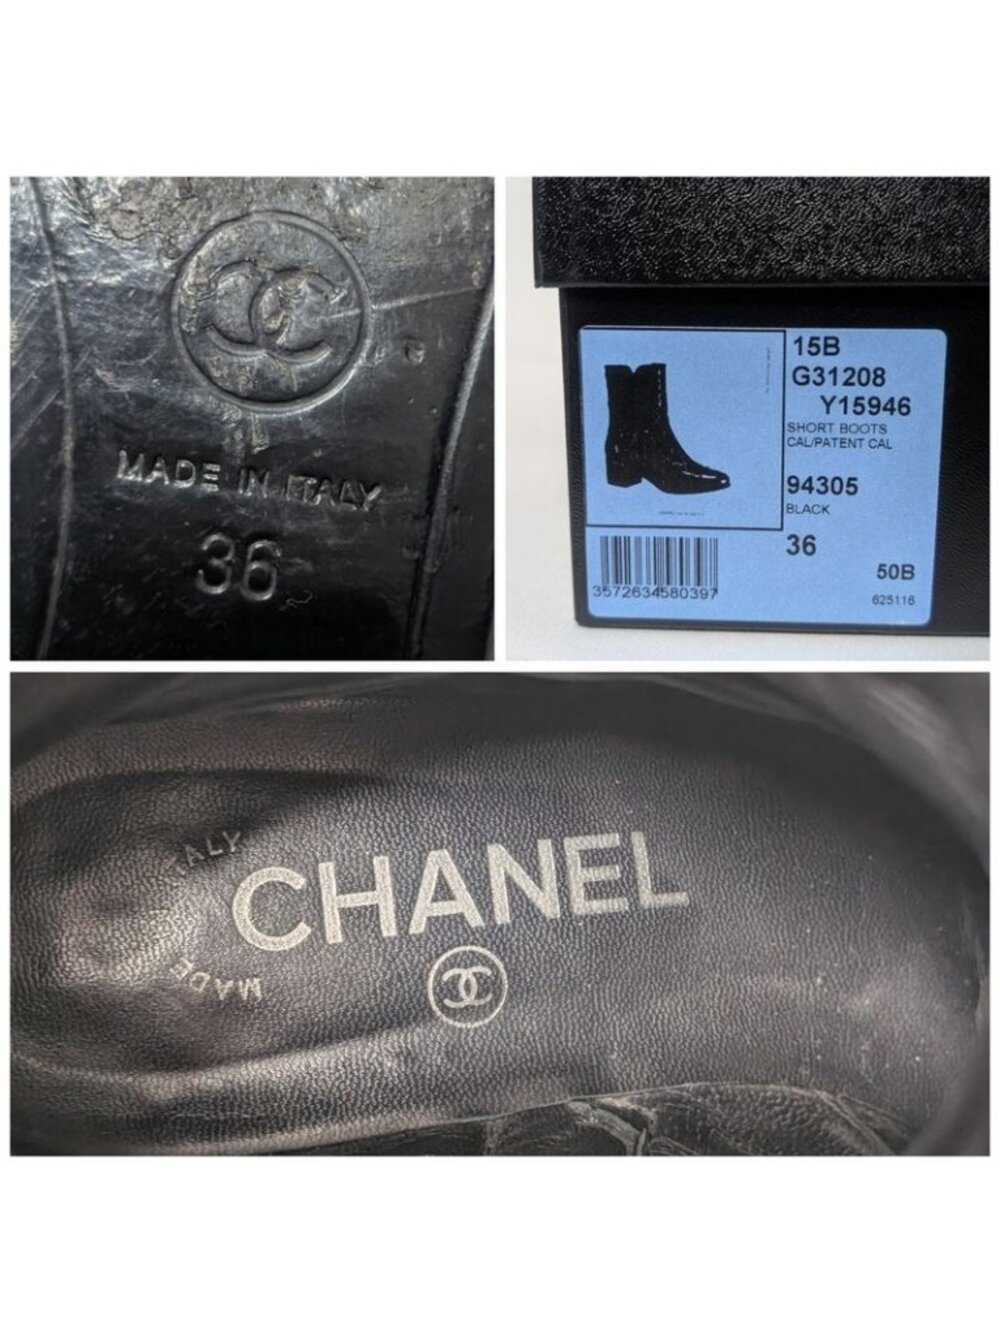 MADE IN ITALY
36
15B
G31208
Y15946
SHORT BOOTS
CAL/PATENT CAL
94305
BLACK
36
50B
625116
3572634580397
ITALY
CHANEL
MADE